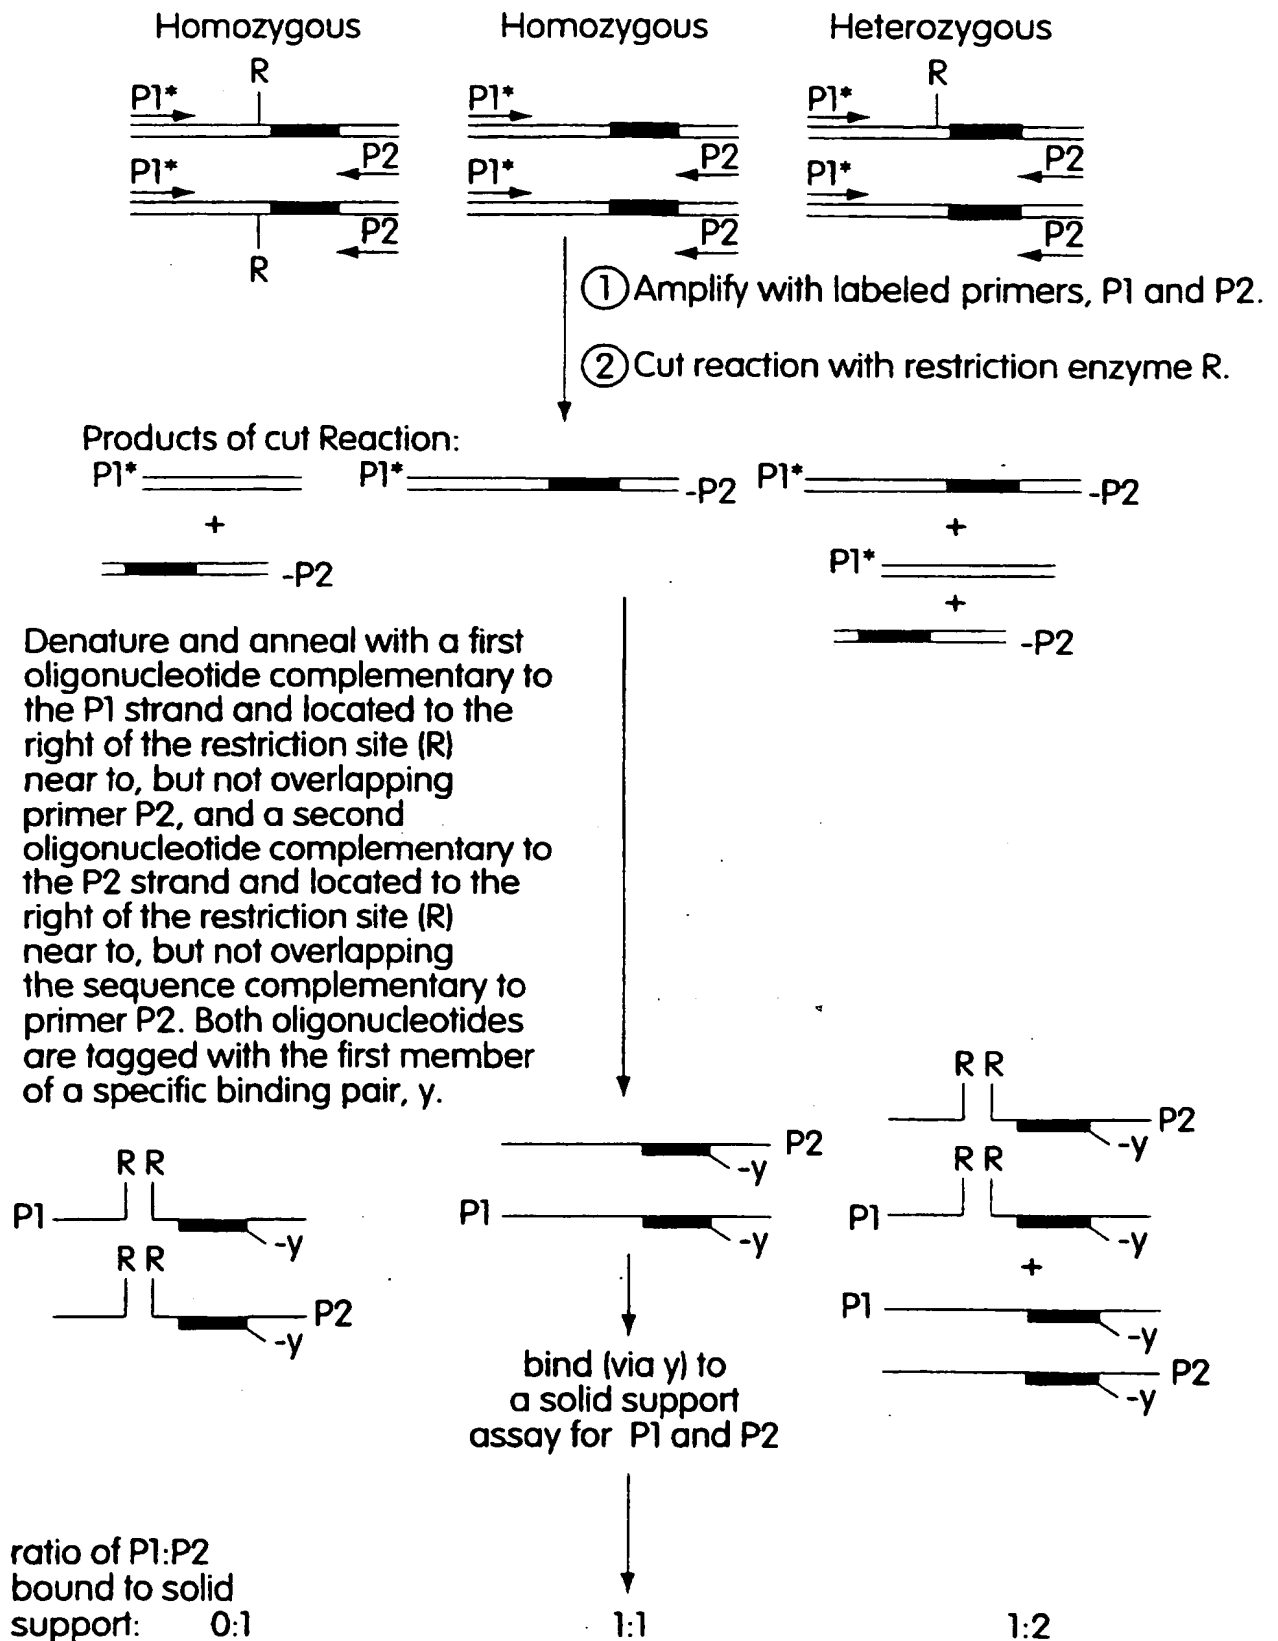 Homozygous Homozygous Heterozygous
R R
P1* P1* P1*
P2 P2 P2
P1* P1* P1*
P2 P2 P2
R
1 Amplify with labeled primers, P1 and P2.
2 Cut reaction with restriction enzyme R.
Products of cut Reaction:
P1* P1* -P2 P1* -P2
+ +
-P2 P1*
+
-P2
Denature and anneal with a first
oligonucleotide complementary to
the P1 strand and located to the
right of the restriction site (R)
near to, but not overlapping
primer P2, and a second
oligonucleotide complementary to
the P2 strand and located to the
right of the restriction site (R)
near to, but not overlapping
the sequence complementary to
primer P2. Both oligonucleotides
are tagged with the first member
of a specific binding pair, y.
R R
P2
-y
R R
P1
-y
+
P1
-y
P2
-y
R R
P1
-y
R R
P2
-y
P2
-y
P1
-y
bind (via y) to
a solid support
assay for P1 and P2
ratio of P1:P2
bound to solid
support: 0:1 1:1 1:2